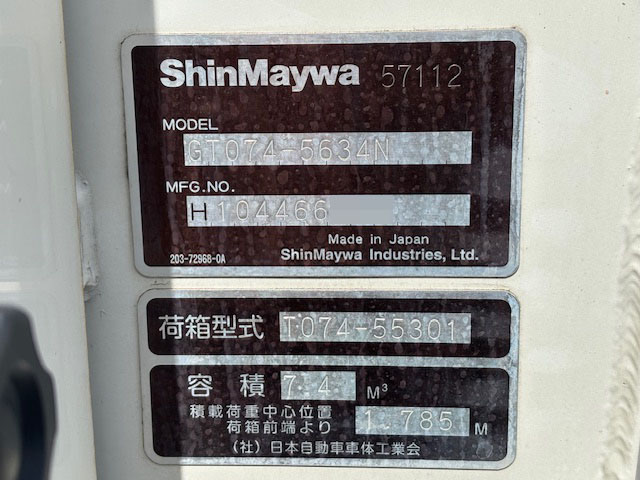 ShinMaywa 57112
MODEL
GT074-5634N
MFG.NO.
H 104466
Made in Japan
203-72968-0A ShinMaywa Industries, Ltd.
荷箱型式 T074-55301
容積 7.4 M³
積載荷重中心位置
荷箱前端より 1.785 M
(社)日本自動車車体工業会